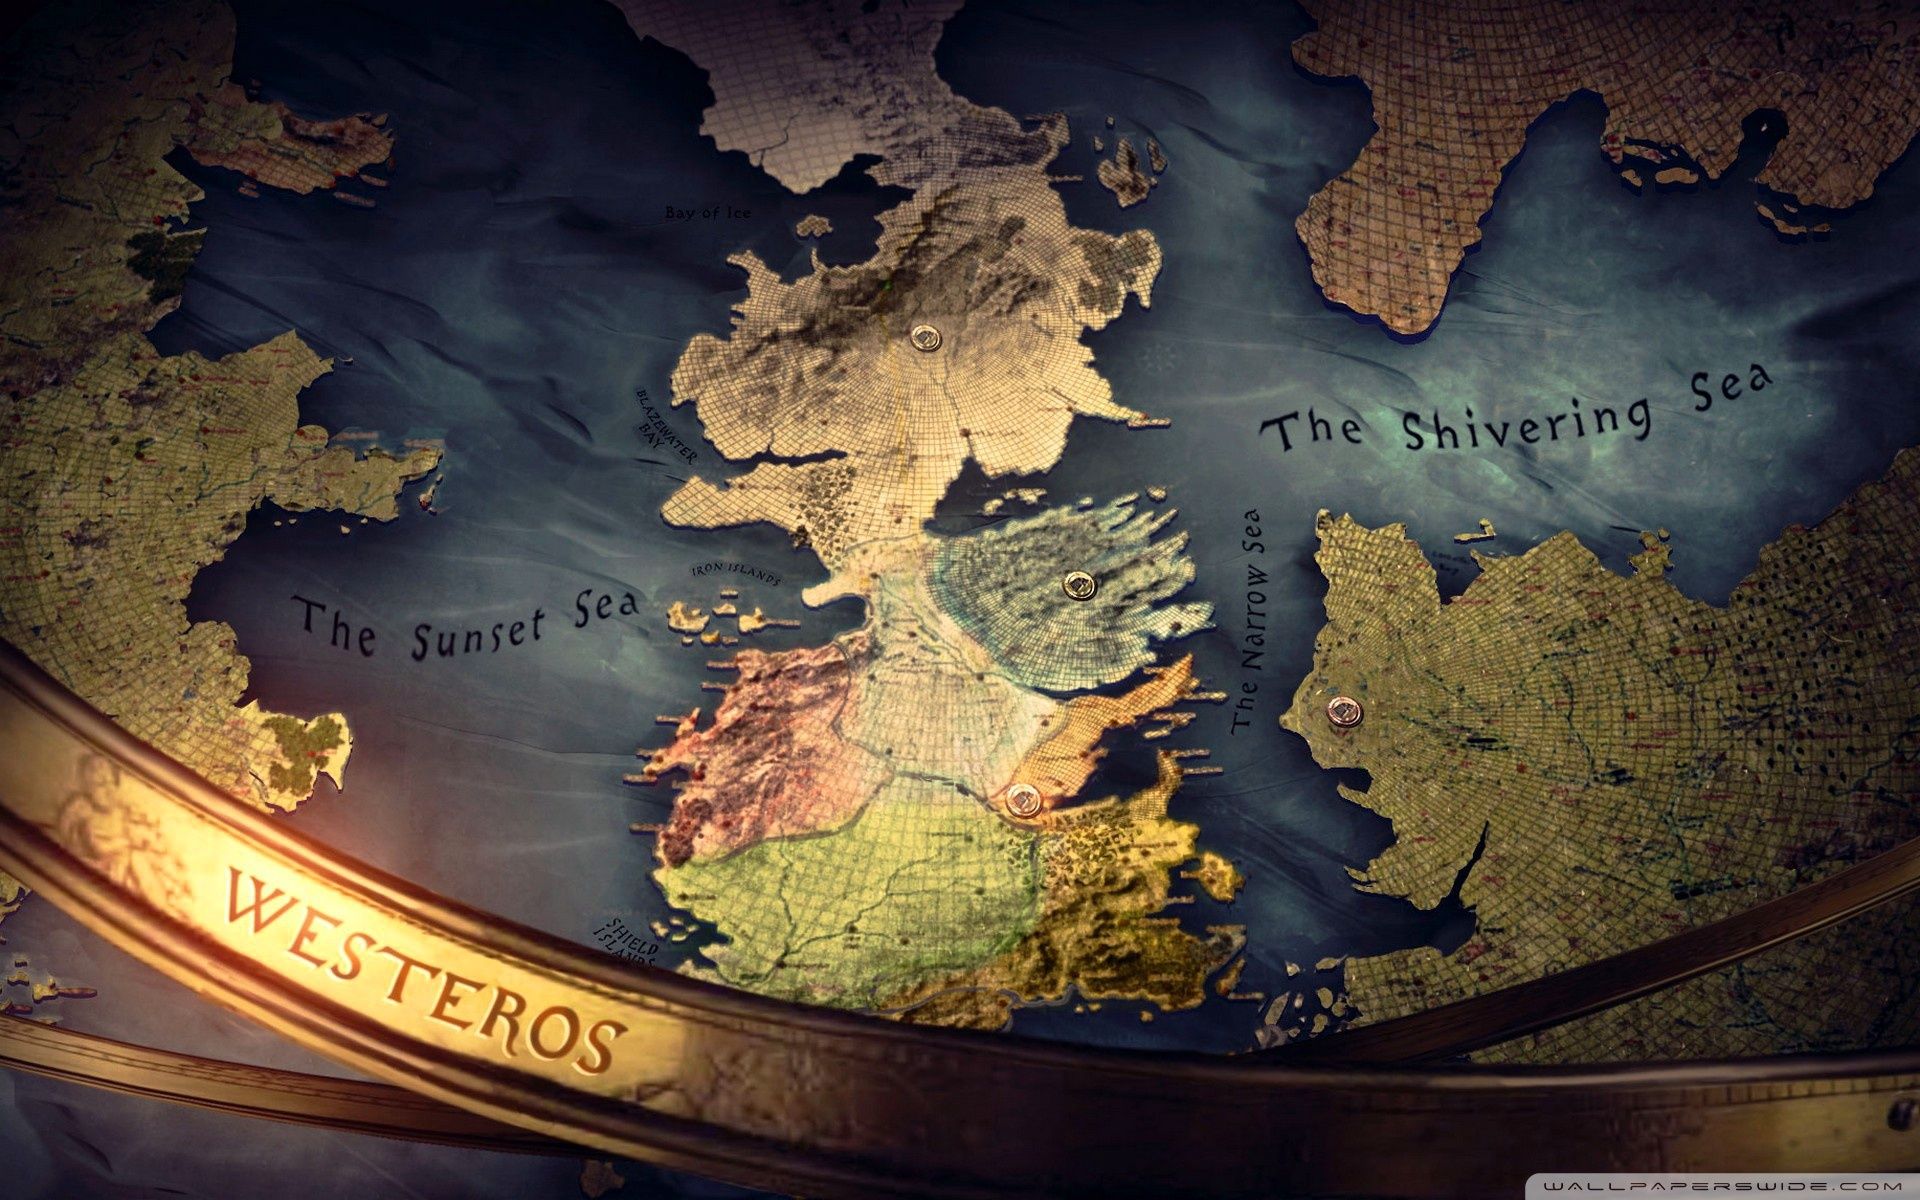 Bay of Ice
BLAZEWATER
BAY
The Shivering Sea
The Narrow Sea
IRON ISLANDS
The Sunset Sea
SHIELD
ISLANDS
WESTEROS
WALLPAPERSWIDE.COM